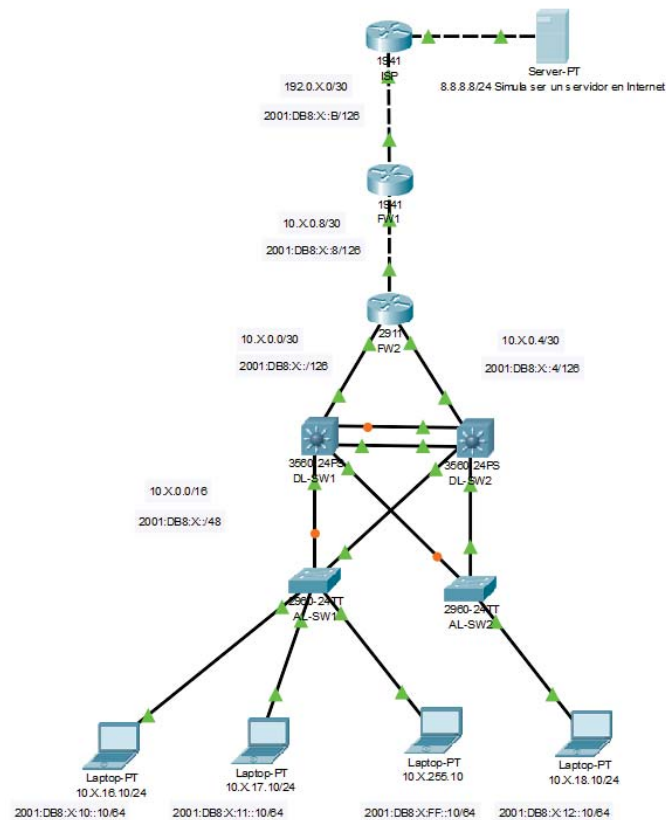 1941
ISP
Server-PT
8.8.8.8/24 Simula ser un servidor en Internet
192.0.X.0/30
2001:DB8:X::B/126
1941
FW1
10.X.0.8/30
2001:DB8:X::8/126
2911
FW2
10.X.0.0/30
2001:DB8:X::/126
10.X.0.4/30
2001:DB8:X::4/126
3560-24PS
DL-SW1
3560-24PS
DL-SW2
10.X.0.0/16
2001:DB8:X::/48
2960-24TT
AL-SW1
2960-24TT
AL-SW2
Laptop-PT
10.X.16.10/24
2001:DB8:X:10::10/64
Laptop-PT
10.X.17.10/24
2001:DB8:X:11::10/64
Laptop-PT
10.X.255.10
2001:DB8:X:FF::10/64
Laptop-PT
10.X.18.10/24
2001:DB8:X:12::10/64